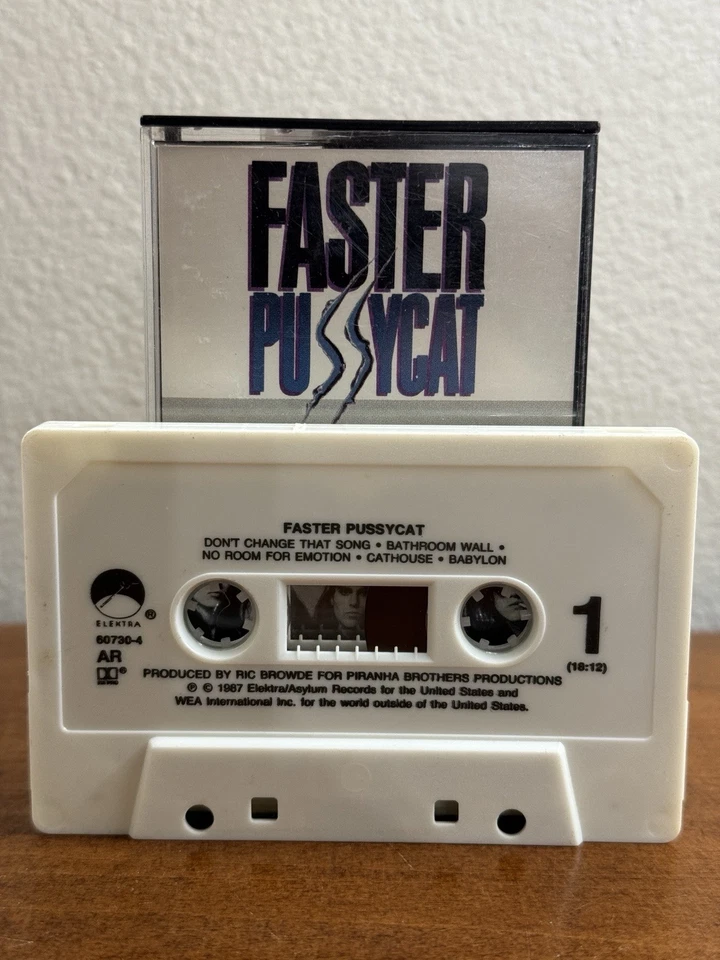 FASTER
PUSSYCAT
FASTER PUSSYCAT
DON'T CHANGE THAT SONG • BATHROOM WALL •
NO ROOM FOR EMOTION • CATHOUSE • BABYLON
ELEKTRA ®
60730-4
AR
1
(18:12)
PRODUCED BY RIC BROWDE FOR PIRANHA BROTHERS PRODUCTIONS
℗ © 1987 Elektra/Asylum Records for the United States and
WEA International Inc. for the world outside of the United States.